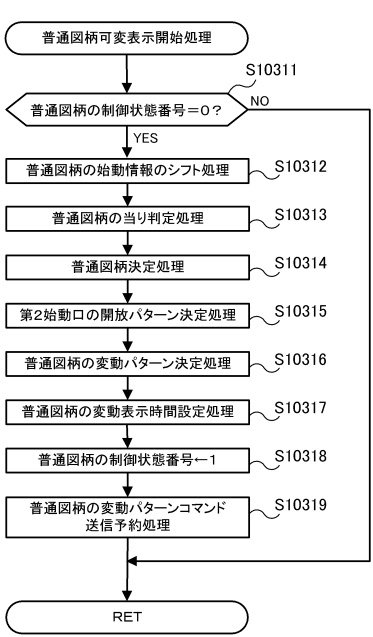 普通図柄可変表示開始処理
S10311
普通図柄の制御状態番号＝0？
NO
YES
普通図柄の始動情報のシフト処理
S10312
普通図柄の当り判定処理
S10313
普通図柄決定処理
S10314
第2始動口の開放パターン決定処理
S10315
普通図柄の変動パターン決定処理
S10316
普通図柄の変動表示時間設定処理
S10317
普通図柄の制御状態番号←1
S10318
普通図柄の変動パターンコマンド
送信予約処理
S10319
RET